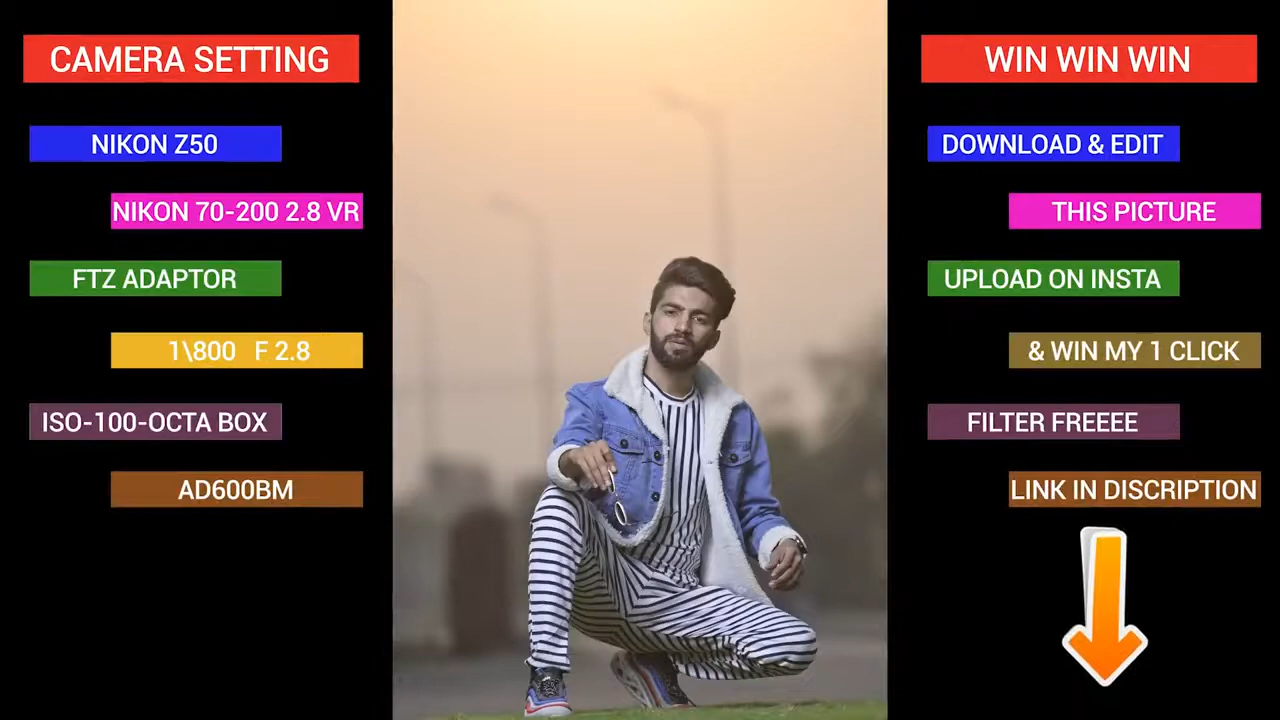 CAMERA SETTING
NIKON Z50
NIKON 70-200 2.8 VR
FTZ ADAPTOR
1\800 F 2.8
ISO-100-OCTA BOX
AD600BM
WIN WIN WIN
DOWNLOAD & EDIT
THIS PICTURE
UPLOAD ON INSTA
& WIN MY 1 CLICK
FILTER FREEEE
LINK IN DISCRIPTION